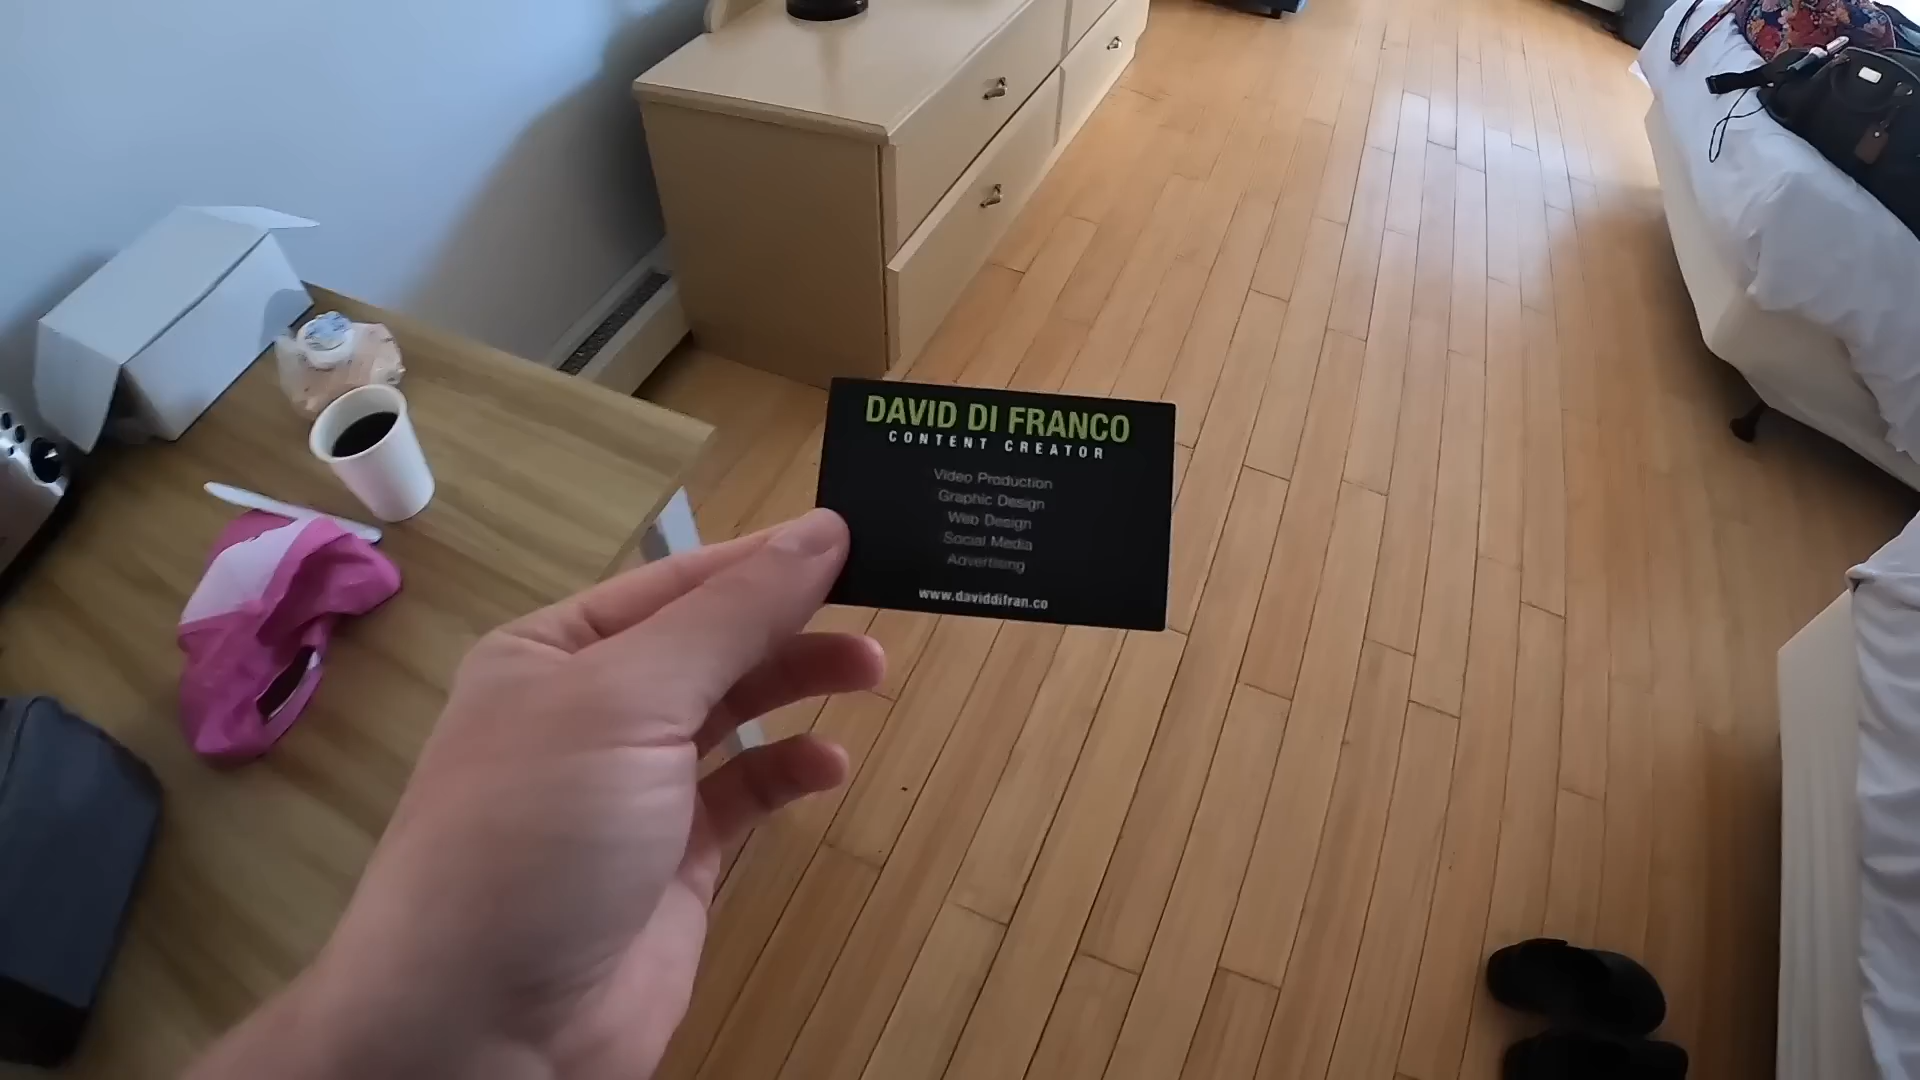 DAVID DI FRANCO
CONTENT CREATOR
Video Production
Graphic Design
Web Design
Social Media
Advertising
www.daviddifran.co